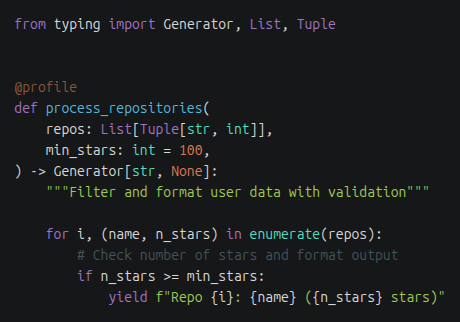 from typing import Generator, List, Tuple
@profile
def process_repositories(
    repos: List[Tuple[str, int]],
    min_stars: int = 100,
) -> Generator[str, None]:
    """Filter and format user data with validation"""
    for i, (name, n_stars) in enumerate(repos):
        # Check number of stars and format output
        if n_stars >= min_stars:
            yield f"Repo {i}: {name} ({n_stars} stars)"